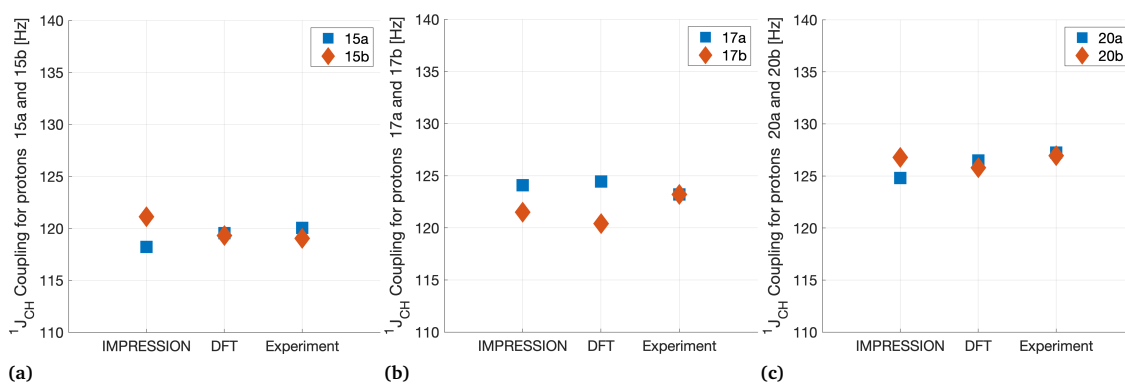 ¹J_CH Coupling for protons 15a and 15b [Hz]
140
135
130
125
120
115
110
15a
15b
IMPRESSION DFT Experiment
(a)
¹J_CH Coupling for protons 17a and 17b [Hz]
140
135
130
125
120
115
110
17a
17b
IMPRESSION DFT Experiment
(b)
¹J_CH Coupling for protons 20a and 20b [Hz]
140
135
130
125
120
115
110
20a
20b
IMPRESSION DFT Experiment
(c)